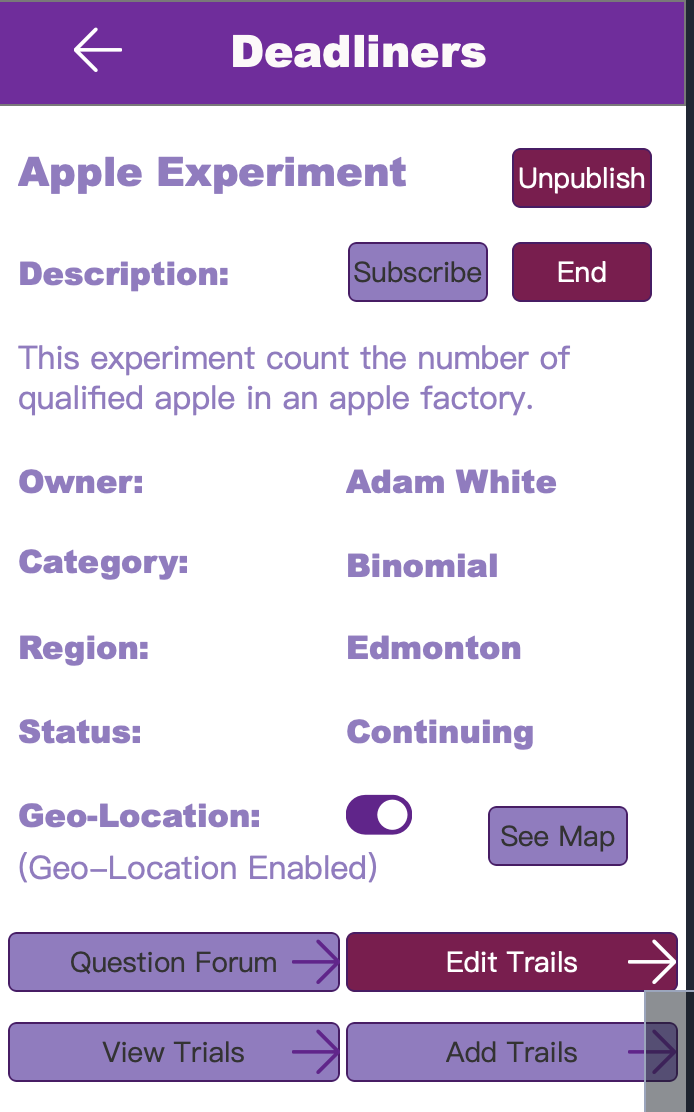 Deadliners
Apple Experiment
Unpublish
Description:
Subscribe
End
This experiment count the number of
qualified apple in an apple factory.
Owner:
Adam White
Category:
Binomial
Region:
Edmonton
Status:
Continuing
Geo-Location:
See Map
(Geo-Location Enabled)
Question Forum
Edit Trails
View Trials
Add Trails